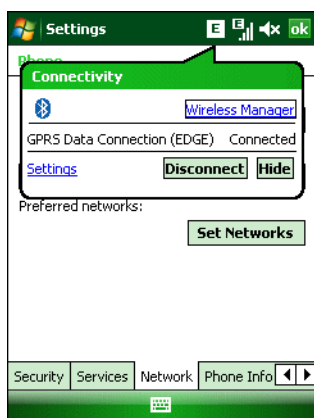 Settings
E
E
ok
Phone
Connectivity
Wireless Manager
GPRS Data Connection (EDGE) Connected
Settings Disconnect Hide
Preferred networks:
Set Networks
Security Services Network Phone Info